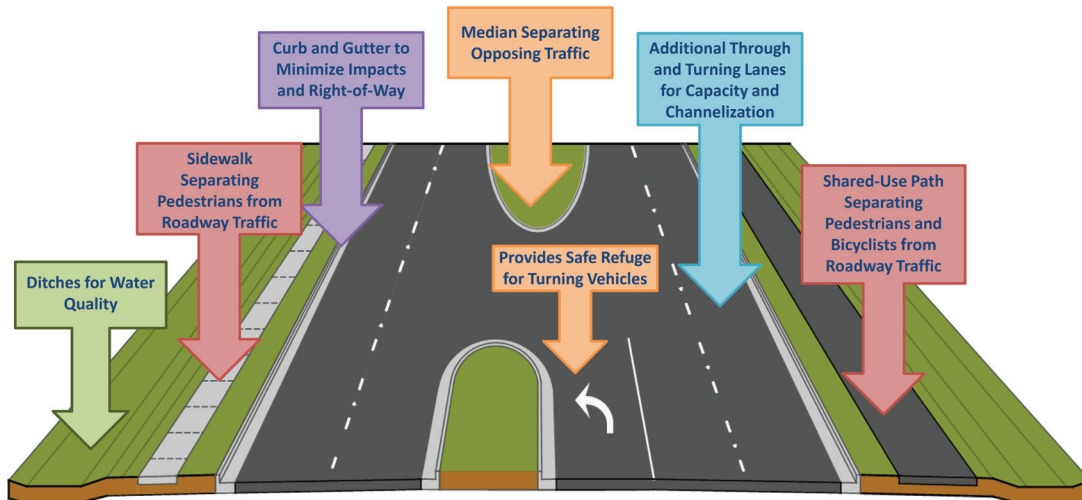 Curb and Gutter to
Minimize Impacts
and Right-of-Way
Median Separating
Opposing Traffic
Additional Through
and Turning Lanes
for Capacity and
Channelization
Sidewalk
Separating
Pedestrians from
Roadway Traffic
Shared-Use Path
Separating
Pedestrians and
Bicyclists from
Roadway Traffic
Provides Safe Refuge
for Turning Vehicles
Ditches for Water
Quality